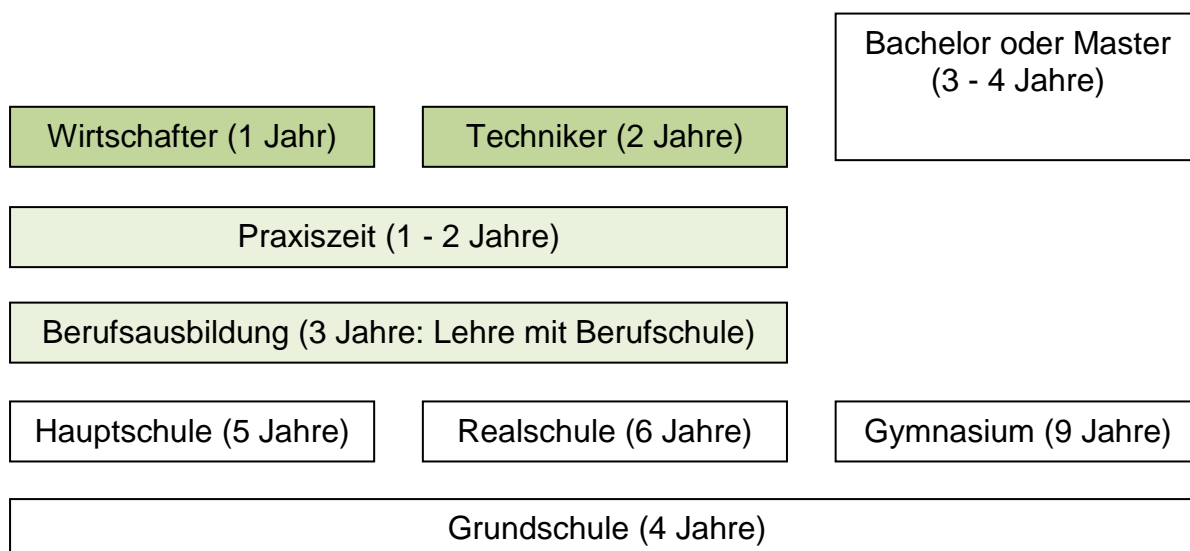 Bachelor oder Master
(3 - 4 Jahre)
Wirtschafter (1 Jahr)
Techniker (2 Jahre)
Praxiszeit (1 - 2 Jahre)
Berufsausbildung (3 Jahre: Lehre mit Berufschule)
Hauptschule (5 Jahre)
Realschule (6 Jahre)
Gymnasium (9 Jahre)
Grundschule (4 Jahre)